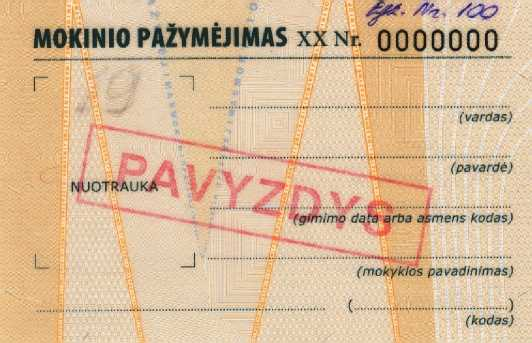 Egz. Nr. 100
MOKINIO PAŽYMĖJIMAS XX Nr. 0000000
19
(vardas)
(pavardė)
NUOTRAUKA
PAVYZDYS
(gimimo data arba asmens kodas)
(mokyklos pavadinimas)
(....................................)
(kodas)